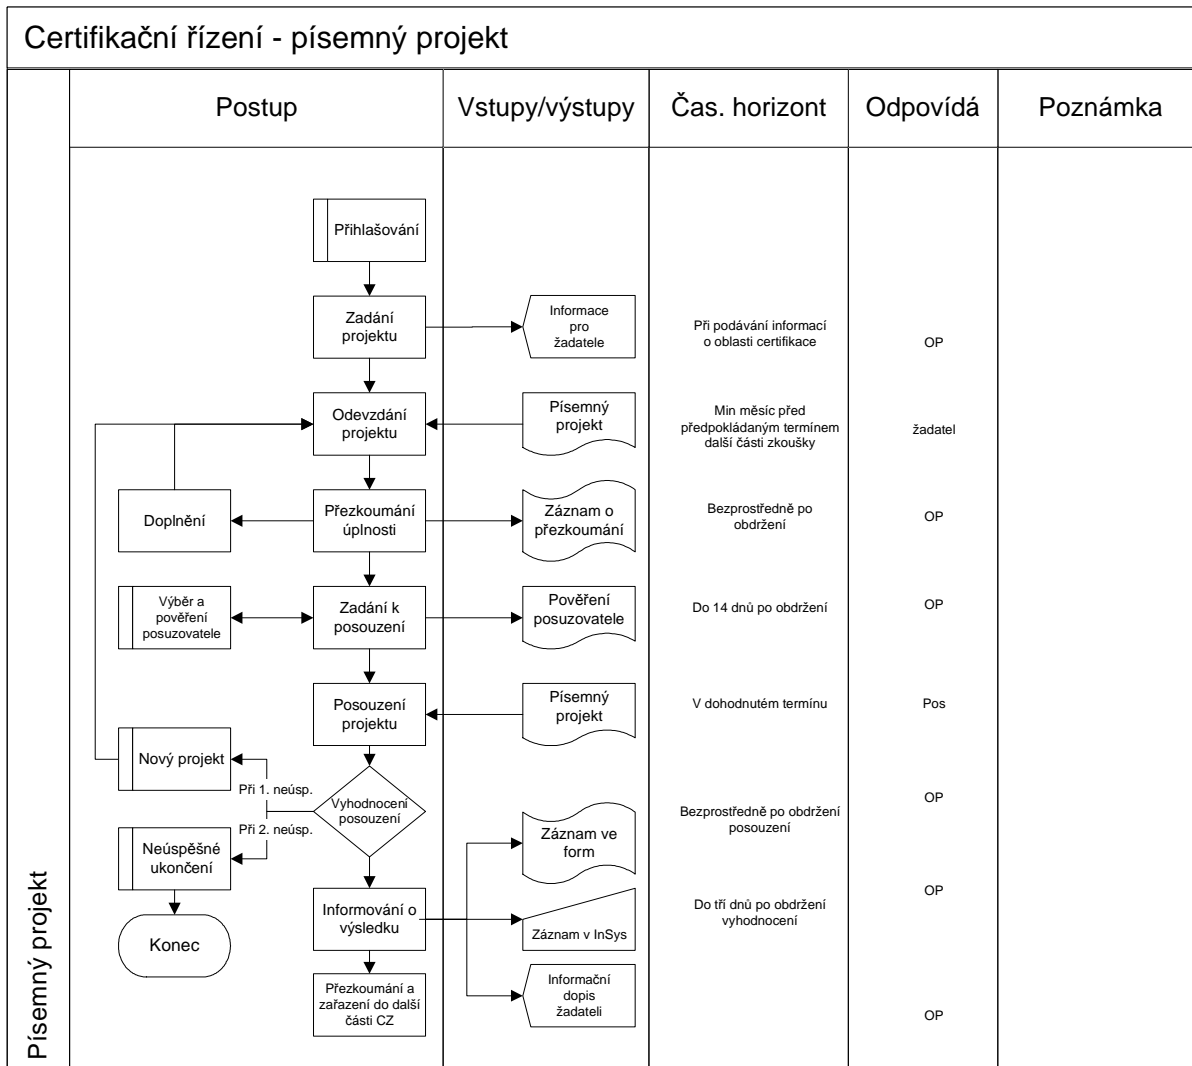 Certifikační řízení - písemný projekt
Postup
Vstupy/výstupy
Čas. horizont
Odpovídá
Poznámka
Přihlašování
Zadání
projektu
Informace
pro
žadatele
Při podávání informací
o oblasti certifikace
OP
Odevzdání
projektu
Písemný
projekt
Min měsíc před
předpokládaným termínem
další části zkoušky
žadatel
Doplnění
Přezkoumání
úplnosti
Záznam o
přezkoumání
Bezprostředně po
obdržení
OP
Výběr a
pověření
posuzovatele
Zadání k
posouzení
Pověření
posuzovatele
Do 14 dnů po obdržení
OP
Posouzení
projektu
Písemný
projekt
V dohodnutém termínu
Pos
Nový projekt
Při 1. neúsp.
Vyhodnocení
posouzení
Při 2. neúsp.
Bezprostředně po obdržení
posouzení
OP
Neúspěšné
ukončení
Záznam ve
form
Konec
Informování o
výsledku
Záznam v InSys
Do tří dnů po obdržení
vyhodnocení
OP
Přezkoumání a
zařazení do další
části CZ
Informační
dopis
žadateli
OP
Písemný projekt